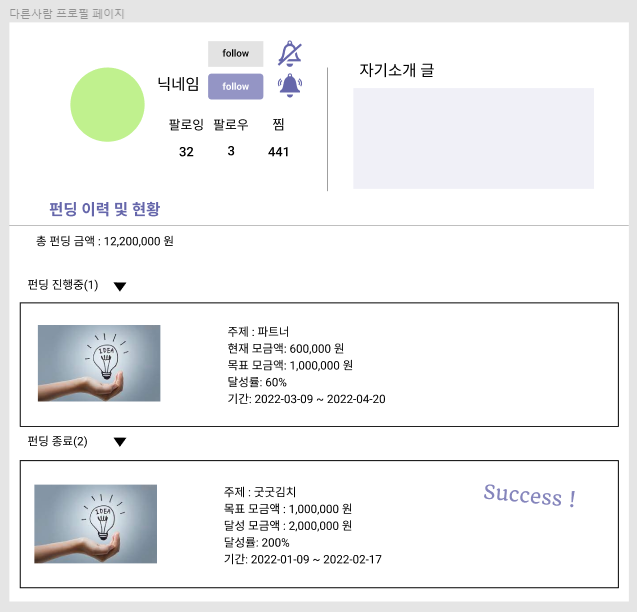 다른사람 프로필 페이지
follow
닉네임
follow
팔로잉 팔로우 찜
32 3 441
자기소개 글
펀딩 이력 및 현황
총 펀딩 금액 : 12,200,000 원
펀딩 진행중(1)
IDEA
주제 : 파트너
현재 모금액: 600,000 원
목표 모금액: 1,000,000 원
달성률: 60%
기간: 2022-03-09 ~ 2022-04-20
펀딩 종료(2)
IDEA
주제 : 굿굿김치
목표 모금액 : 1,000,000 원
달성 모금액 : 2,000,000 원
달성률: 200%
기간: 2022-01-09 ~ 2022-02-17
Success !